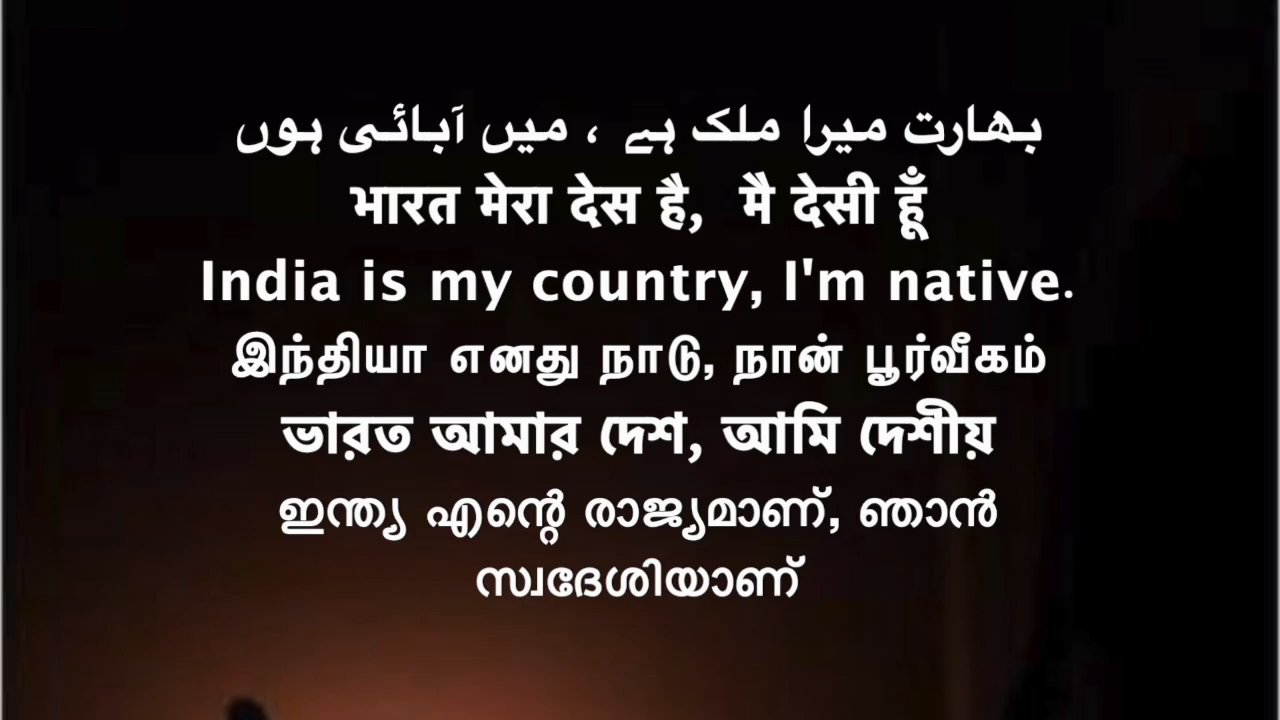 بھارت میرا ملک ہے ، میں آبائی ہوں
भारत मेरा देस है, मै देसी हूँ
India is my country, I'm native.
இந்தியா எனது நாடு, நான் பூர்வீகம்
ভারত আমার দেশ, আমি দেশীয়
ഇന്ത്യ എന്റെ രാജ്യമാണ്, ഞാൻ
സ്വദേശിയാണ്